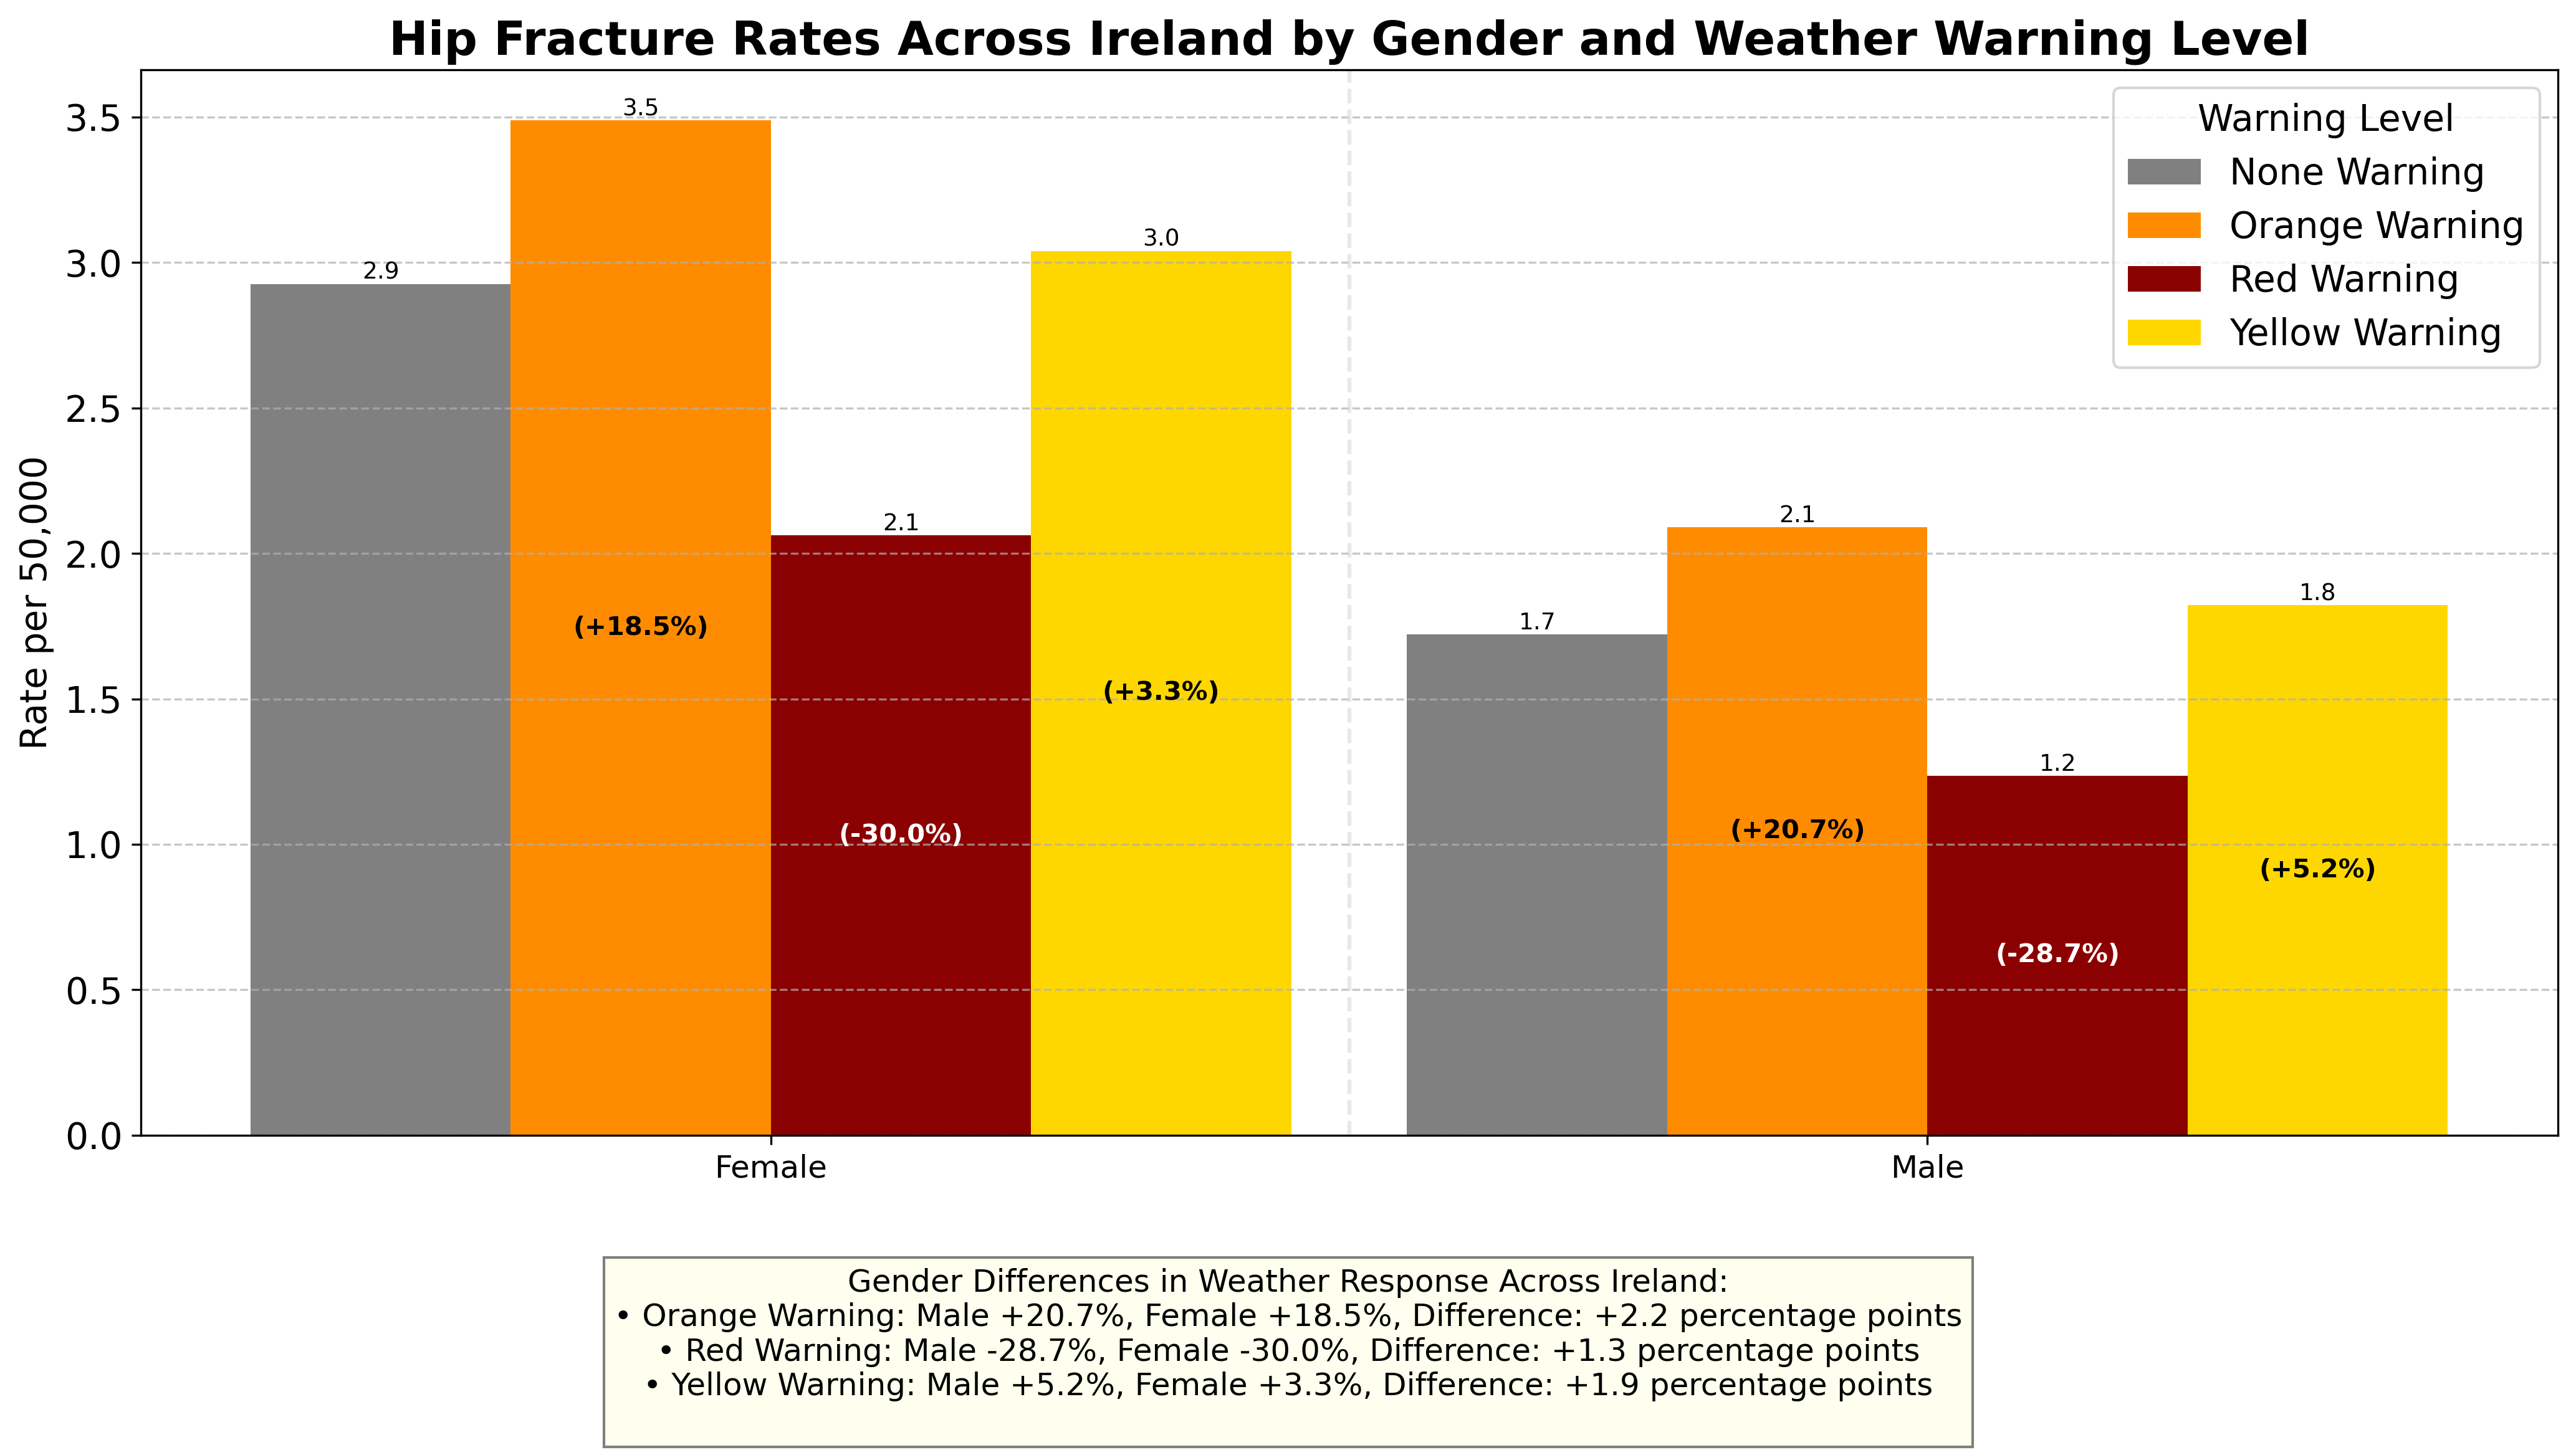 Hip Fracture Rates Across Ireland by Gender and Weather Warning Level
Rate per 50,000
3.5
3.0
2.5
2.0
1.5
1.0
0.5
0.0
2.9
3.5
2.1
3.0
(+18.5%)
(-30.0%)
(+3.3%)
1.7
2.1
1.2
1.8
(+20.7%)
(-28.7%)
(+5.2%)
Female
Male
Warning Level
None Warning
Orange Warning
Red Warning
Yellow Warning
Gender Differences in Weather Response Across Ireland:
• Orange Warning: Male +20.7%, Female +18.5%, Difference: +2.2 percentage points
• Red Warning: Male -28.7%, Female -30.0%, Difference: +1.3 percentage points
• Yellow Warning: Male +5.2%, Female +3.3%, Difference: +1.9 percentage points